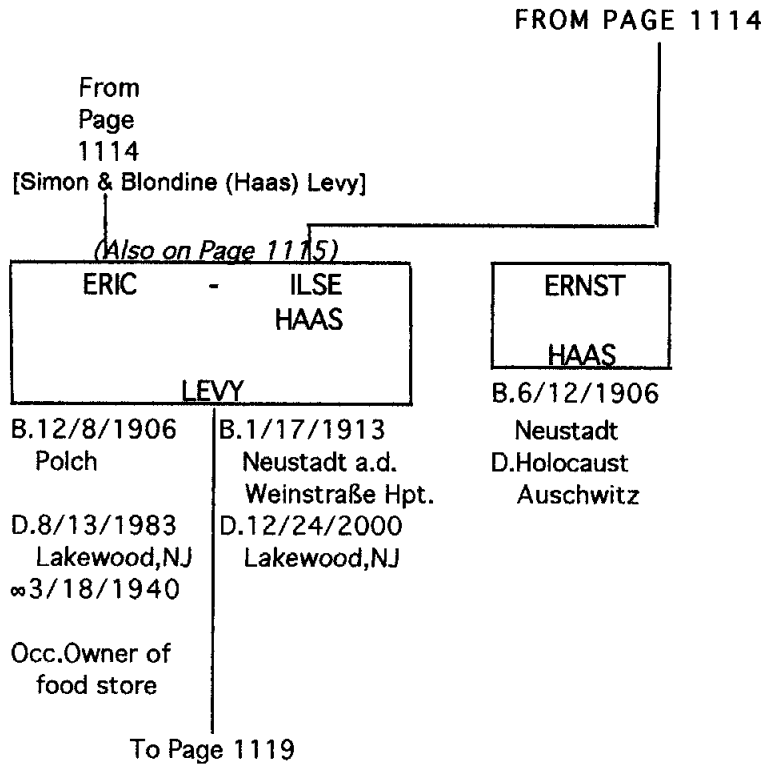 FROM PAGE 1114
From
Page
1114
[Simon & Blondine (Haas) Levy]
(Also on Page 1115)
ERIC - ILSE
HAAS
LEVY
B.12/8/1906
Polch
D.8/13/1983
Lakewood,NJ
∞3/18/1940
Occ.Owner of
food store
B.1/17/1913
Neustadt a.d.
Weinstraße Hpt.
D.12/24/2000
Lakewood,NJ
To Page 1119
ERNST
HAAS
B.6/12/1906
Neustadt
D.Holocaust
Auschwitz